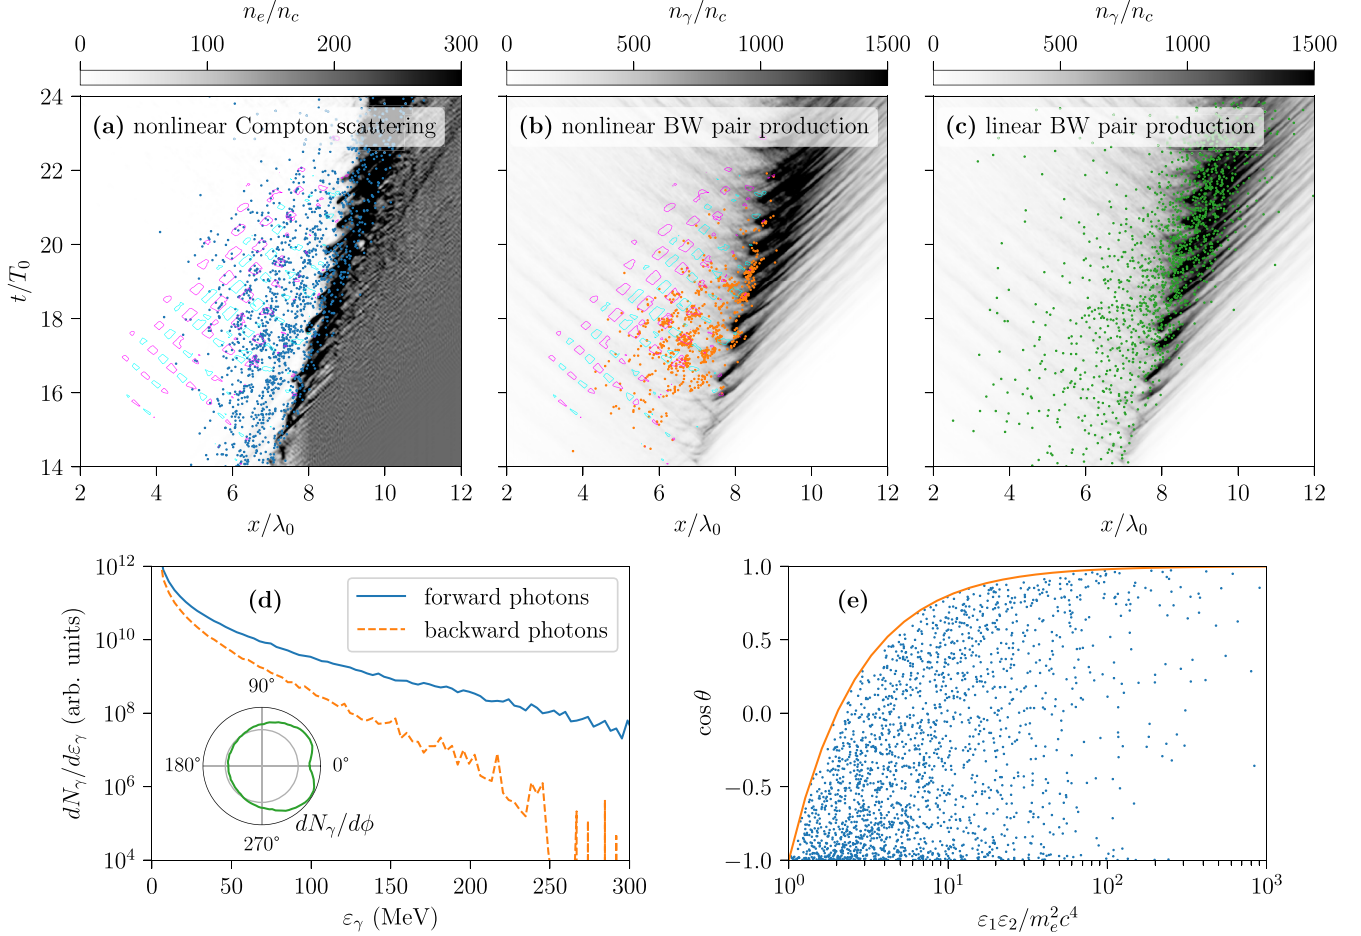 n_e/n_c
n_γ/n_c
n_γ/n_c
0 100 200 300
0 500 1000 1500
0 500 1000 1500
(a) nonlinear Compton scattering
(b) nonlinear BW pair production
(c) linear BW pair production
24
22
20
18
16
14
t/T_0
2 4 6 8 10 12
2 4 6 8 10 12
2 4 6 8 10 12
x/λ_0
x/λ_0
x/λ_0
(d)
forward photons
backward photons
10^12
10^10
10^8
10^6
10^4
dN_γ/dε_γ (arb. units)
90°
180°
0°
270°
dN_γ/dϕ
0 50 100 150 200 250 300
ε_γ (MeV)
(e)
1.0
0.5
0.0
−0.5
−1.0
cos θ
10^0 10^1 10^2 10^3
ε_1ε_2/m_e^2c^4